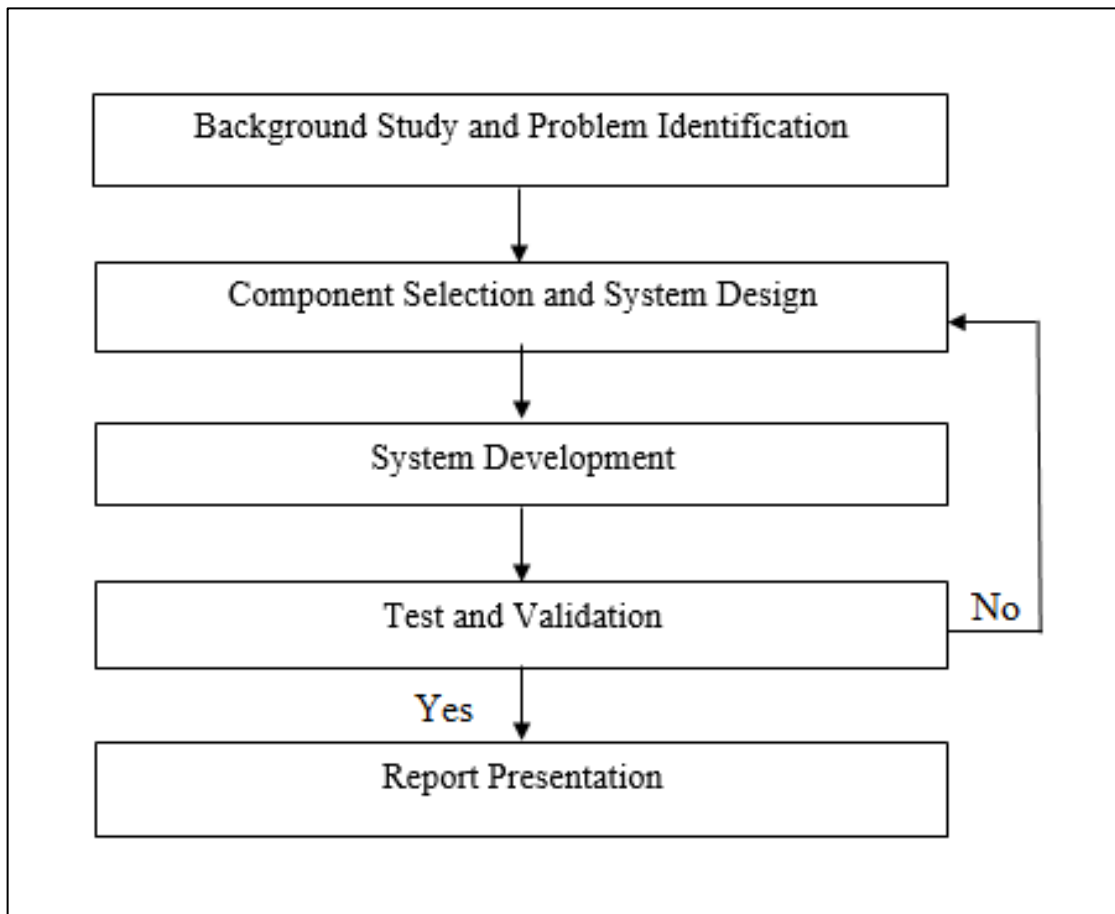 Background Study and Problem Identification
Component Selection and System Design
System Development
Test and Validation
No
Yes
Report Presentation